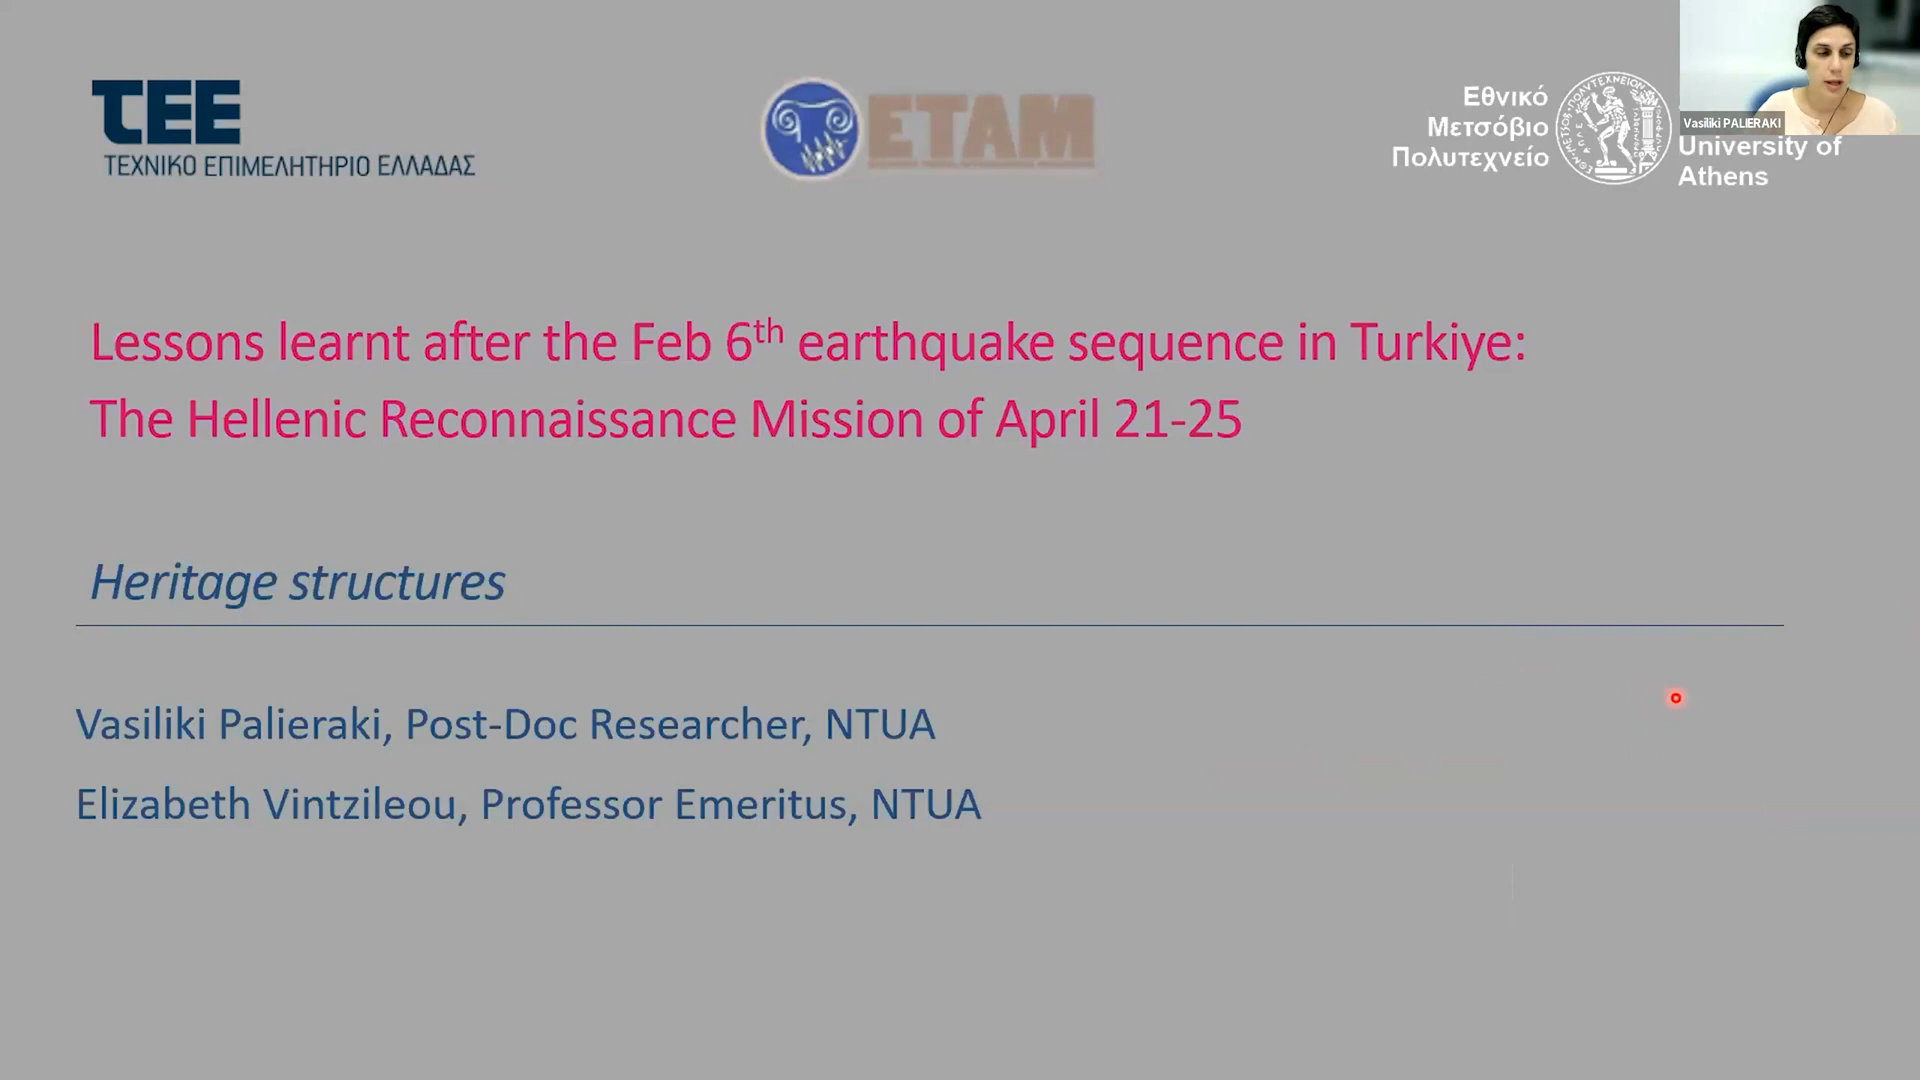 TEE
ΤΕΧΝΙΚΟ ΕΠΙΜΕΛΗΤΗΡΙΟ ΕΛΛΑΔΑΣ
ETAM
Εθνικό
Μετσόβιο
Πολυτεχνείο
Vasiliki PALIERAKI
University of
Athens
Lessons learnt after the Feb 6th earthquake sequence in Turkiye:
The Hellenic Reconnaissance Mission of April 21-25
Heritage structures
Vasiliki Palieraki, Post-Doc Researcher, NTUA
Elizabeth Vintzileou, Professor Emeritus, NTUA